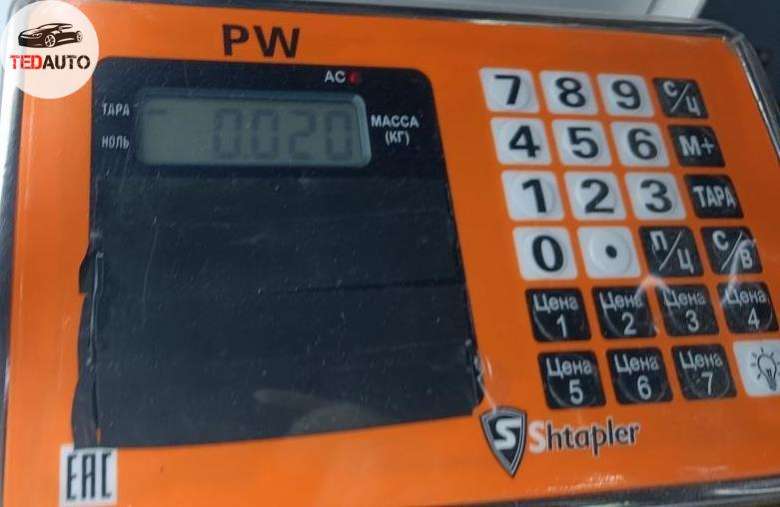 TEDAUTO
PW
AC
ТАРА
НОЛЬ
0.020
МАССА
(КГ)
7 8 9 С/Ц
4 5 6 М+
1 2 3 ТАРА
0 • П/Ц С/В
Цена 1 Цена 2 Цена 3 Цена 4
Цена 5 Цена 6 Цена 7
S Shtapler
EAC